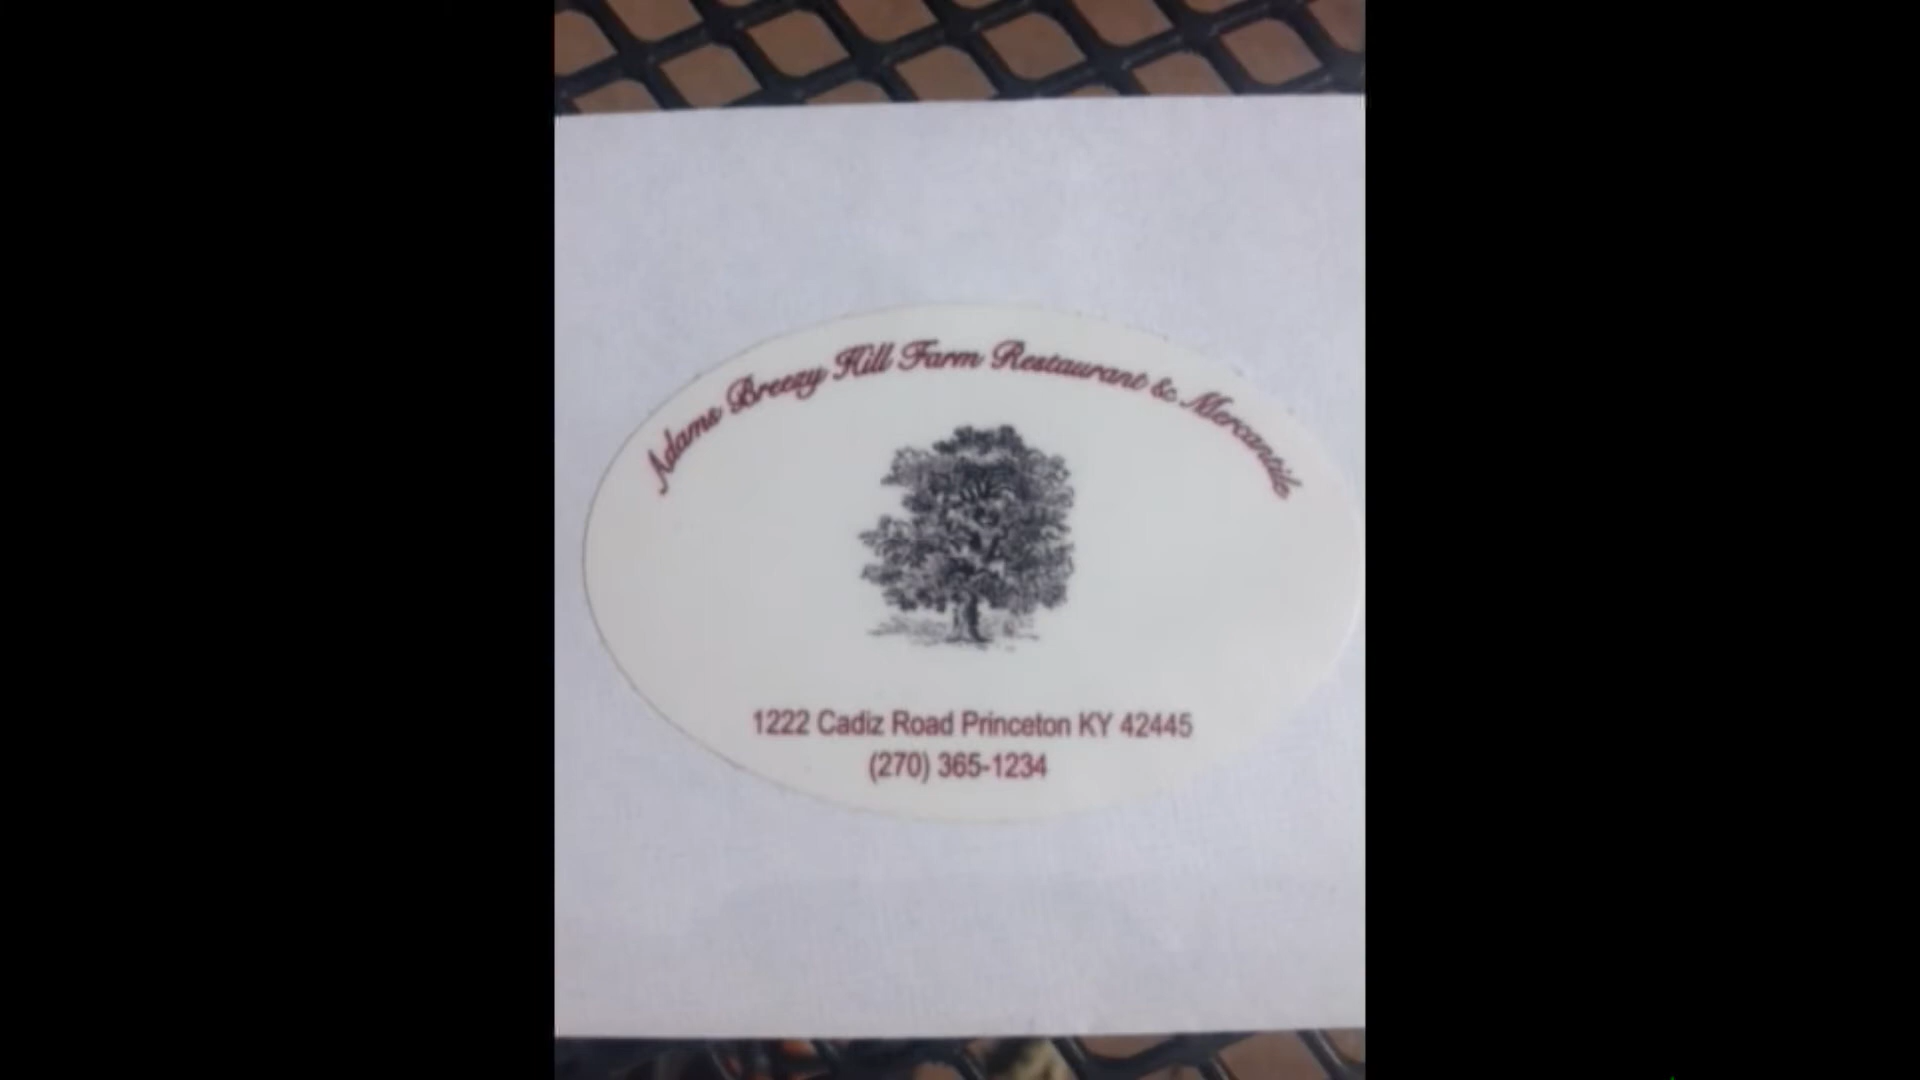 Adams Breezy Hill Farm Restaurant & Mercantile
1222 Cadiz Road Princeton KY 42445
(270) 365-1234